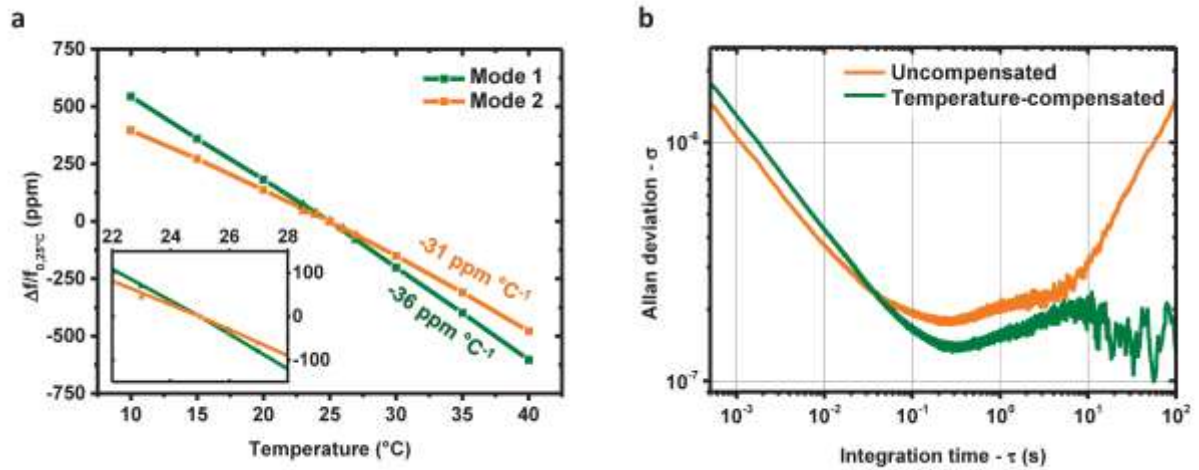 a
750
500
250
0
-250
-500
-750
Δf/f0,25°C (ppm)
Mode 1
Mode 2
-31 ppm °C-1
-36 ppm °C-1
22 24 26 28
100
0
-100
10 15 20 25 30 35 40
Temperature (°C)
b
Uncompensated
Temperature-compensated
Allan deviation - σ
10-6
10-7
10-3 10-2 10-1 100 101 102
Integration time - τ (s)